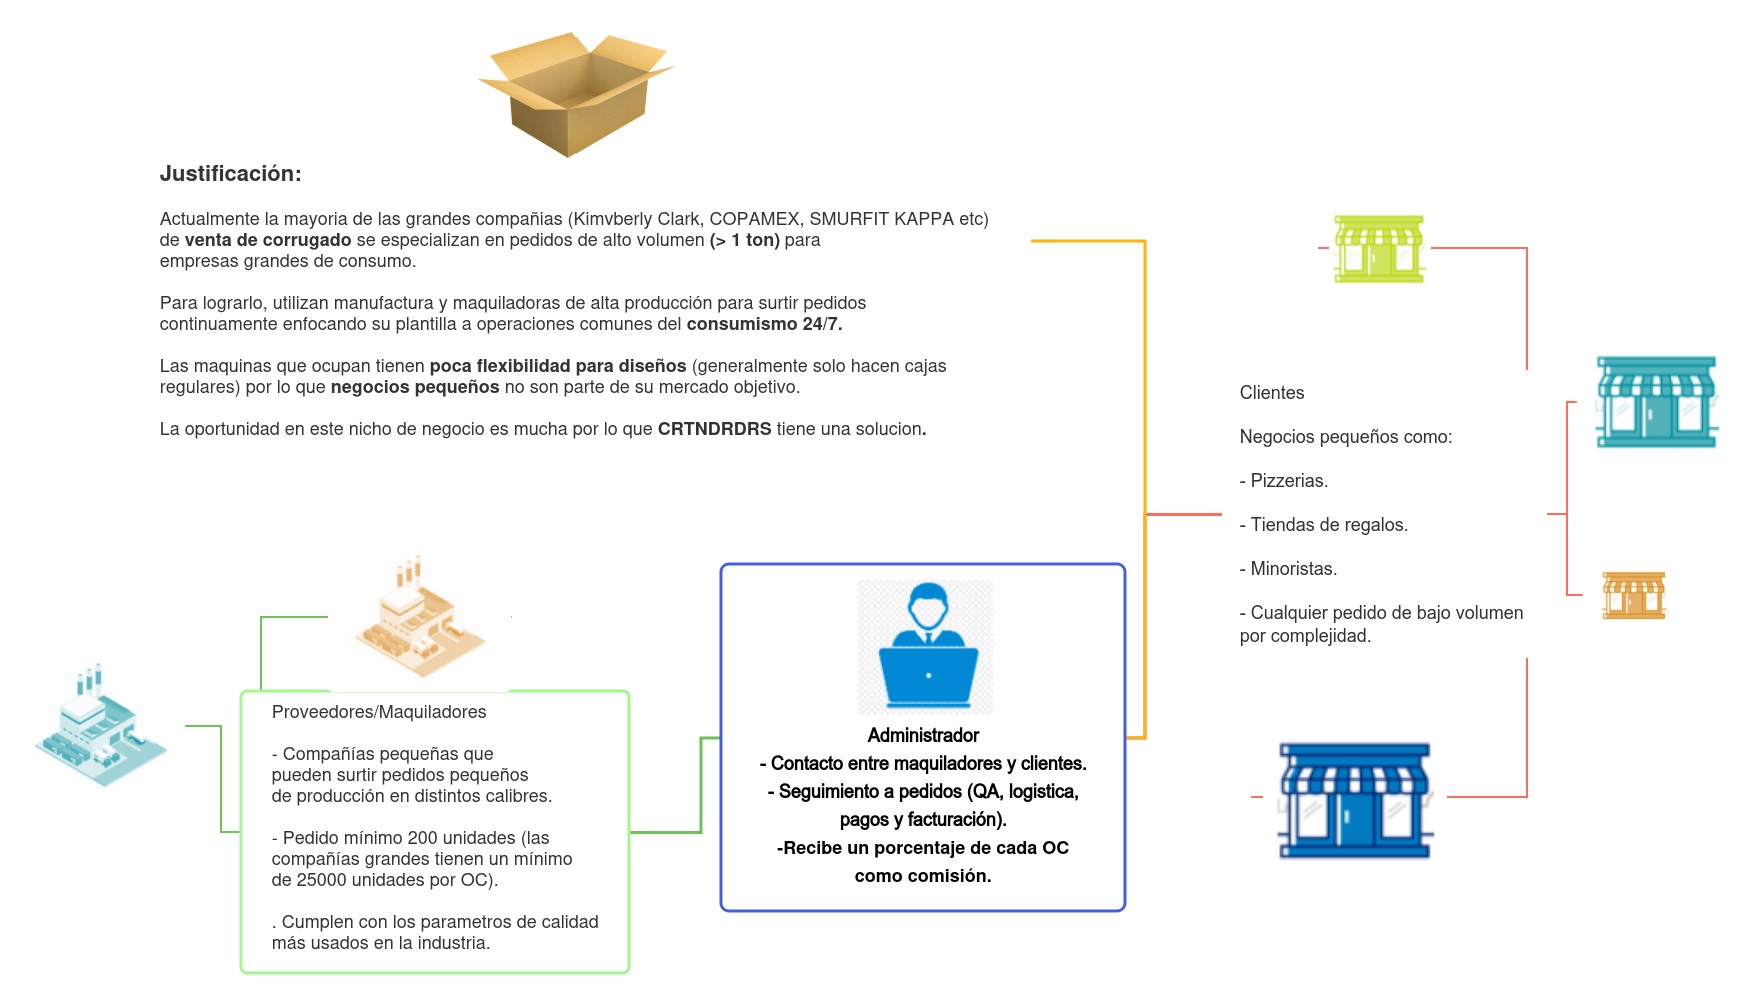 Justificación:
Actualmente la mayoria de las grandes compañias (Kimvberly Clark, COPAMEX, SMURFIT KAPPA etc)
de venta de corrugado se especializan en pedidos de alto volumen (> 1 ton) para
empresas grandes de consumo.
Para lograrlo, utilizan manufactura y maquiladoras de alta producción para surtir pedidos
continuamente enfocando su plantilla a operaciones comunes del consumismo 24/7.
Las maquinas que ocupan tienen poca flexibilidad para diseños (generalmente solo hacen cajas
regulares) por lo que negocios pequeños no son parte de su mercado objetivo.
La oportunidad en este nicho de negocio es mucha por lo que CRTNDRDRS tiene una solucion.
Proveedores/Maquiladores
- Compañías pequeñas que
pueden surtir pedidos pequeños
de producción en distintos calibres.
- Pedido mínimo 200 unidades (las
compañías grandes tienen un mínimo
de 25000 unidades por OC).
. Cumplen con los parametros de calidad
más usados en la industria.
Administrador
- Contacto entre maquiladores y clientes.
- Seguimiento a pedidos (QA, logistica,
pagos y facturación).
-Recibe un porcentaje de cada OC
como comisión.
Clientes
Negocios pequeños como:
- Pizzerias.
- Tiendas de regalos.
- Minoristas.
- Cualquier pedido de bajo volumen
por complejidad.